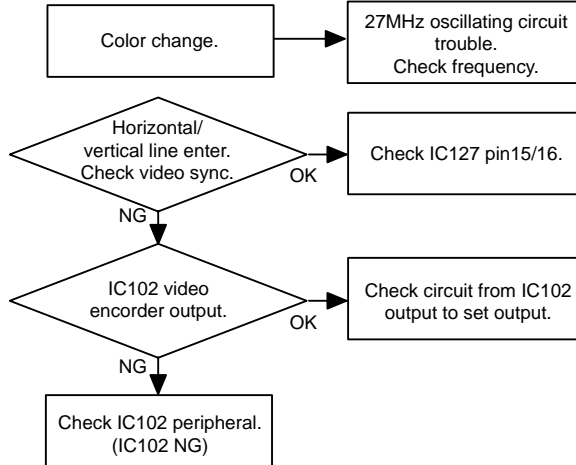 Color change.
27MHz oscillating circuit
trouble.
Check frequency.
Horizontal/
vertical line enter.
Check video sync.
OK
Check IC127 pin15/16.
NG
IC102 video
encorder output.
OK
Check circuit from IC102
output to set output.
NG
Check IC102 peripheral.
(IC102 NG)